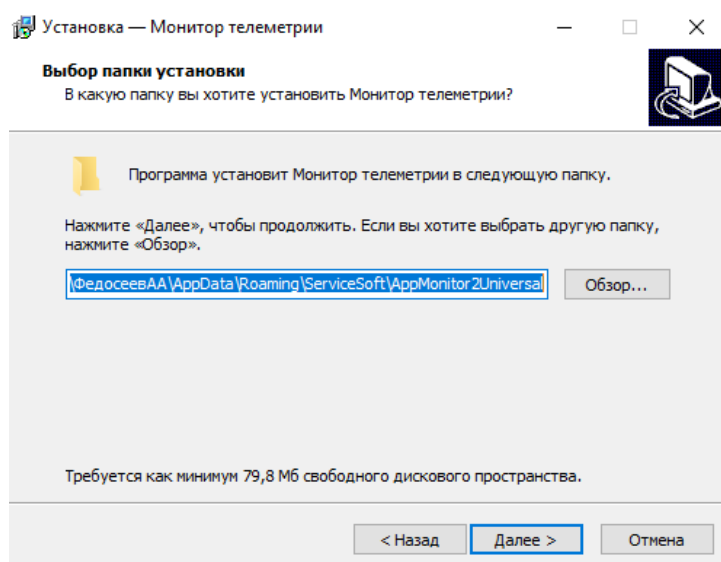 Установка — Монитор телеметрии
Выбор папки установки
В какую папку вы хотите установить Монитор телеметрии?
Программа установит Монитор телеметрии в следующую папку.
Нажмите «Далее», чтобы продолжить. Если вы хотите выбрать другую папку,
нажмите «Обзор».
\ФедосеевАА\AppData\Roaming\ServiceSoft\AppMonitor2Universal
Обзор...
Требуется как минимум 79,8 Мб свободного дискового пространства.
< Назад
Далее >
Отмена